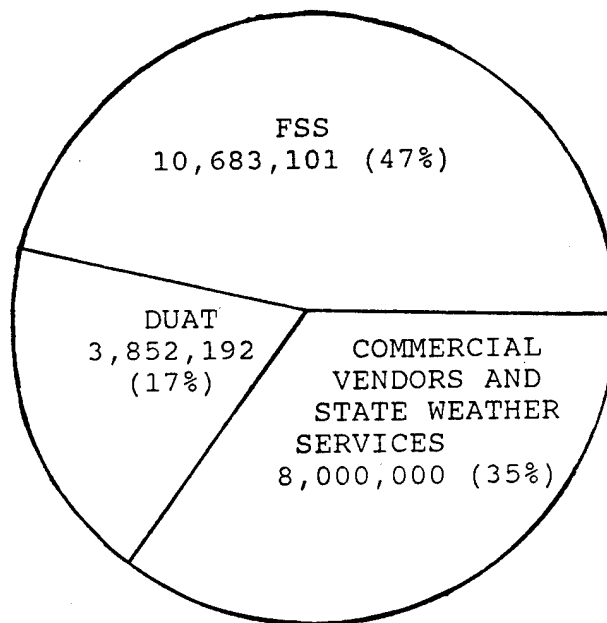 FSS
10,683,101 (47%)
DUAT
3,852,192
(17%)
COMMERCIAL
VENDORS AND
STATE WEATHER
SERVICES
8,000,000 (35%)